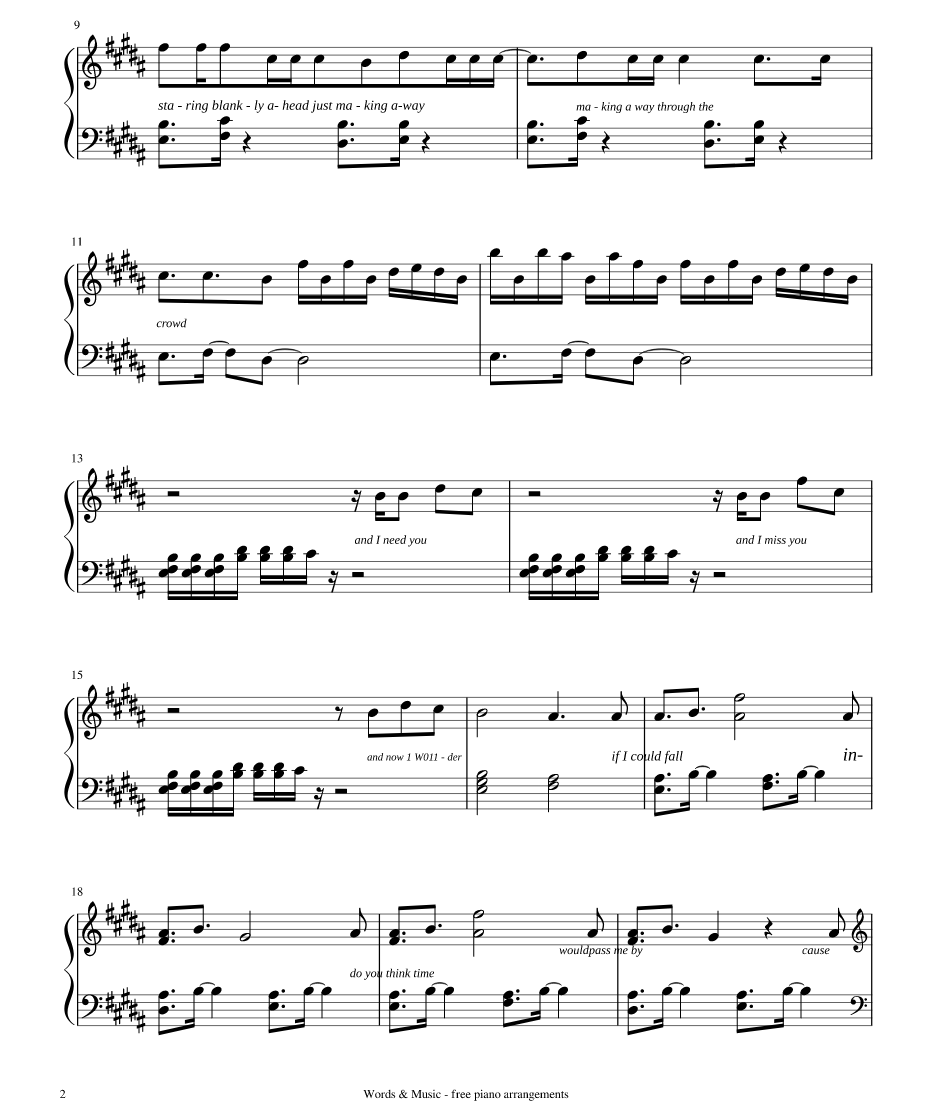 9
sta - ring blank - ly a- head just ma - king a-way
ma - king a way through the
11
crowd
13
and I need you
and I miss you
15
and now 1 W011 - der
if I could fall
in-
18
wouldpass me by
cause
do you think time
2
Words & Music - free piano arrangements